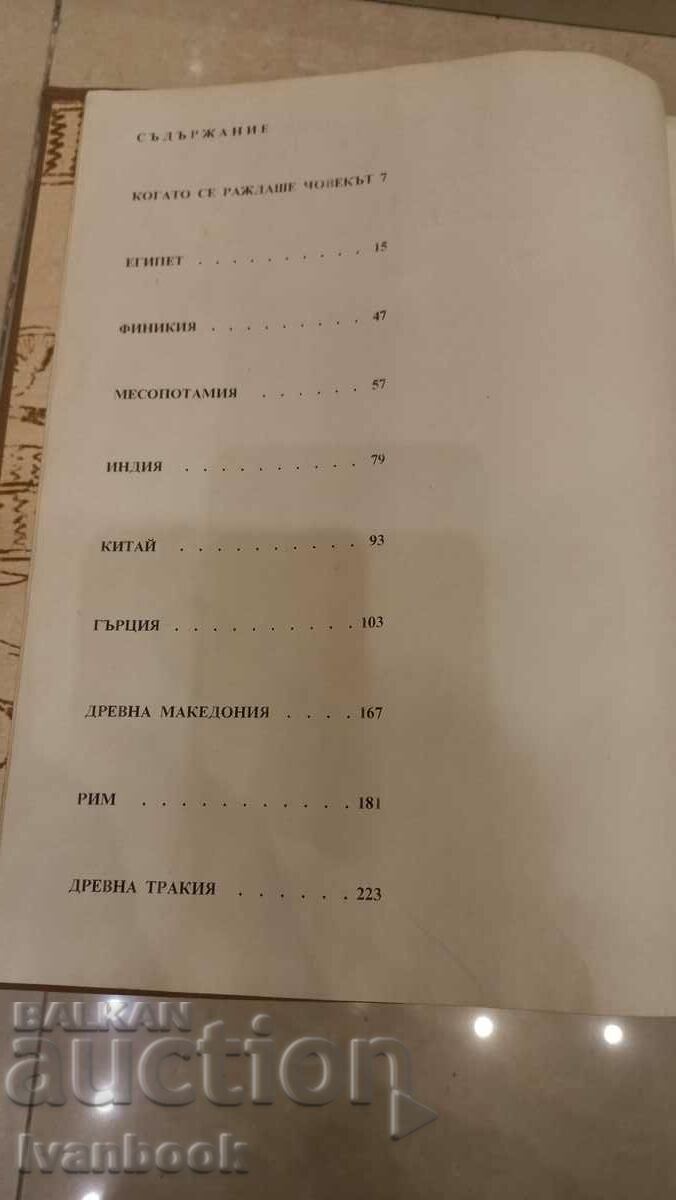 СЪДЪРЖАНИЕ
КОГАТО СЕ РАЖДАШЕ ЧОВЕКЪТ 7
ЕГИПЕТ . . . . . . . . . . 15
ФИНИКИЯ . . . . . . . . . 47
МЕСОПОТАМИЯ . . . . . . 57
ИНДИЯ . . . . . . . . . . 79
КИТАЙ . . . . . . . . . . 93
ГЪРЦИЯ . . . . . . . . . . 103
ДРЕВНА МАКЕДОНИЯ . . . . 167
РИМ . . . . . . . . . . . 181
ДРЕВНА ТРАКИЯ . . . . . . 223
BALKAN
auction
Ivanbook